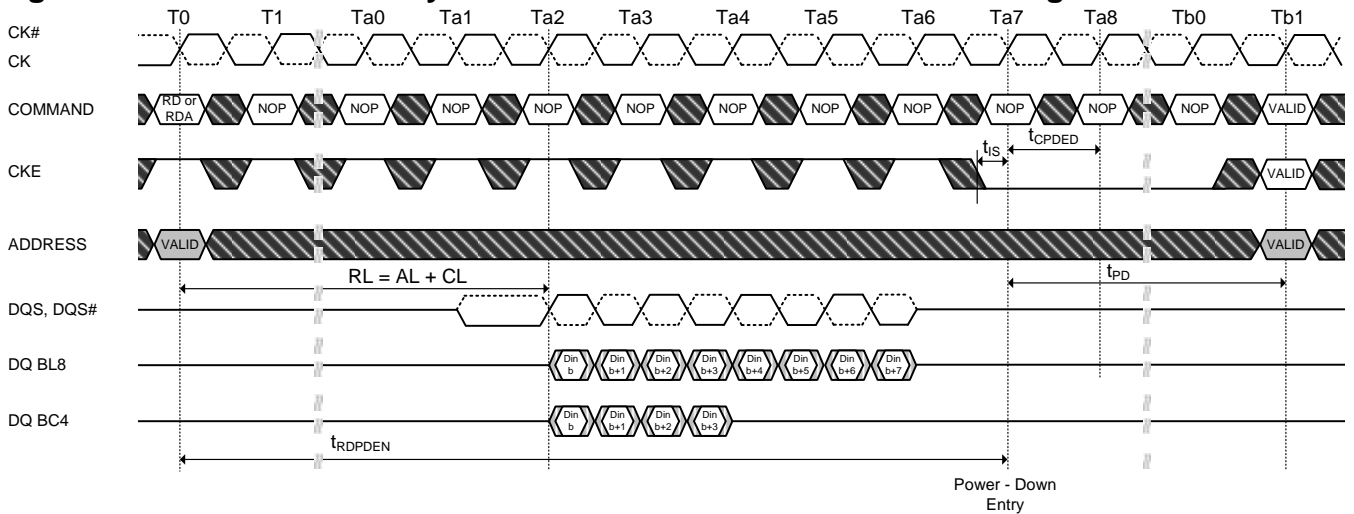 T0 T1 Ta0 Ta1 Ta2 Ta3 Ta4 Ta5 Ta6 Ta7 Ta8 Tb0 Tb1
CK#
CK
COMMAND RD or RDA NOP NOP NOP NOP NOP NOP NOP NOP NOP NOP NOP VALID
tIS tCPDED
CKE VALID
ADDRESS VALID VALID
RL = AL + CL tPD
DQS, DQS#
DQ BL8 Din b Din b+1 Din b+2 Din b+3 Din b+4 Din b+5 Din b+6 Din b+7
DQ BC4 Din b Din b+1 Din b+2 Din b+3
tRDPDEN
Power - Down
Entry